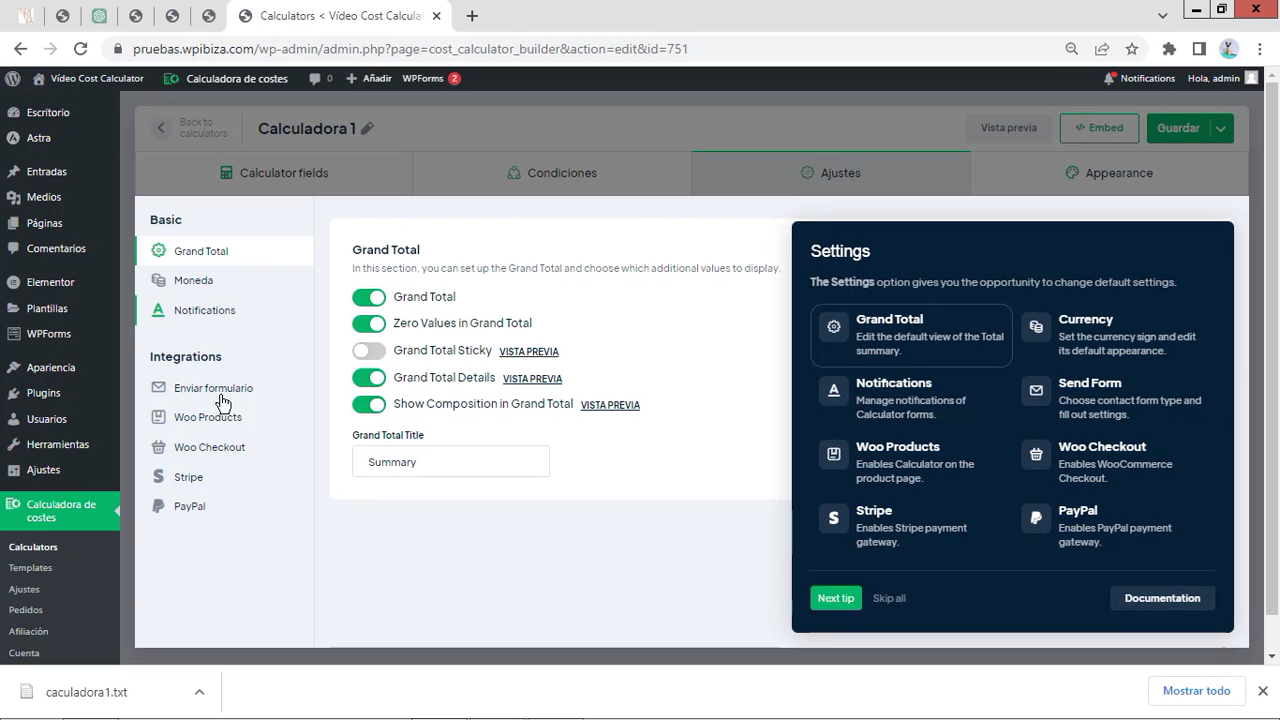 Calculators < Vídeo Cost Calcula
pruebas.wpibiza.com/wp-admin/admin.php?page=cost_calculator_builder&action=edit&id=751
Vídeo Cost Calculator
Calculadora de costes
0
Añadir
WPForms 2
Notifications
Hola, admin
Escritorio
Astra
Entradas
Medios
Páginas
Comentarios
Elementor
Plantillas
WPForms
Apariencia
Plugins
Usuarios
Herramientas
Ajustes
Calculadora de
costes
Calculators
Templates
Ajustes
Pedidos
Afiliación
Cuenta
Back to
calculators
Calculadora 1
Vista previa
</> Embed
Guardar
Calculator fields
Condiciones
Ajustes
Appearance
Basic
Grand Total
Moneda
Notifications
Integrations
Enviar formulario
Woo Products
Woo Checkout
Stripe
PayPal
Grand Total
In this section, you can set up the Grand Total and choose which additional values to display.
Grand Total
Zero Values in Grand Total
Grand Total Sticky VISTA PREVIA
Grand Total Details VISTA PREVIA
Show Composition in Grand Total VISTA PREVIA
Grand Total Title
Summary
Settings
The Settings option gives you the opportunity to change default settings.
Grand Total
Edit the default view of the Total
summary.
Currency
Set the currency sign and edit
its default appearance.
Notifications
Manage notifications of
Calculator forms.
Send Form
Choose contact form type and
fill out settings.
Woo Products
Enables Calculator on the
product page.
Woo Checkout
Enables WooCommerce
Checkout.
Stripe
Enables Stripe payment
gateway.
PayPal
Enables PayPal payment
gateway.
Next tip
Skip all
Documentation
caculadora1.txt
Mostrar todo